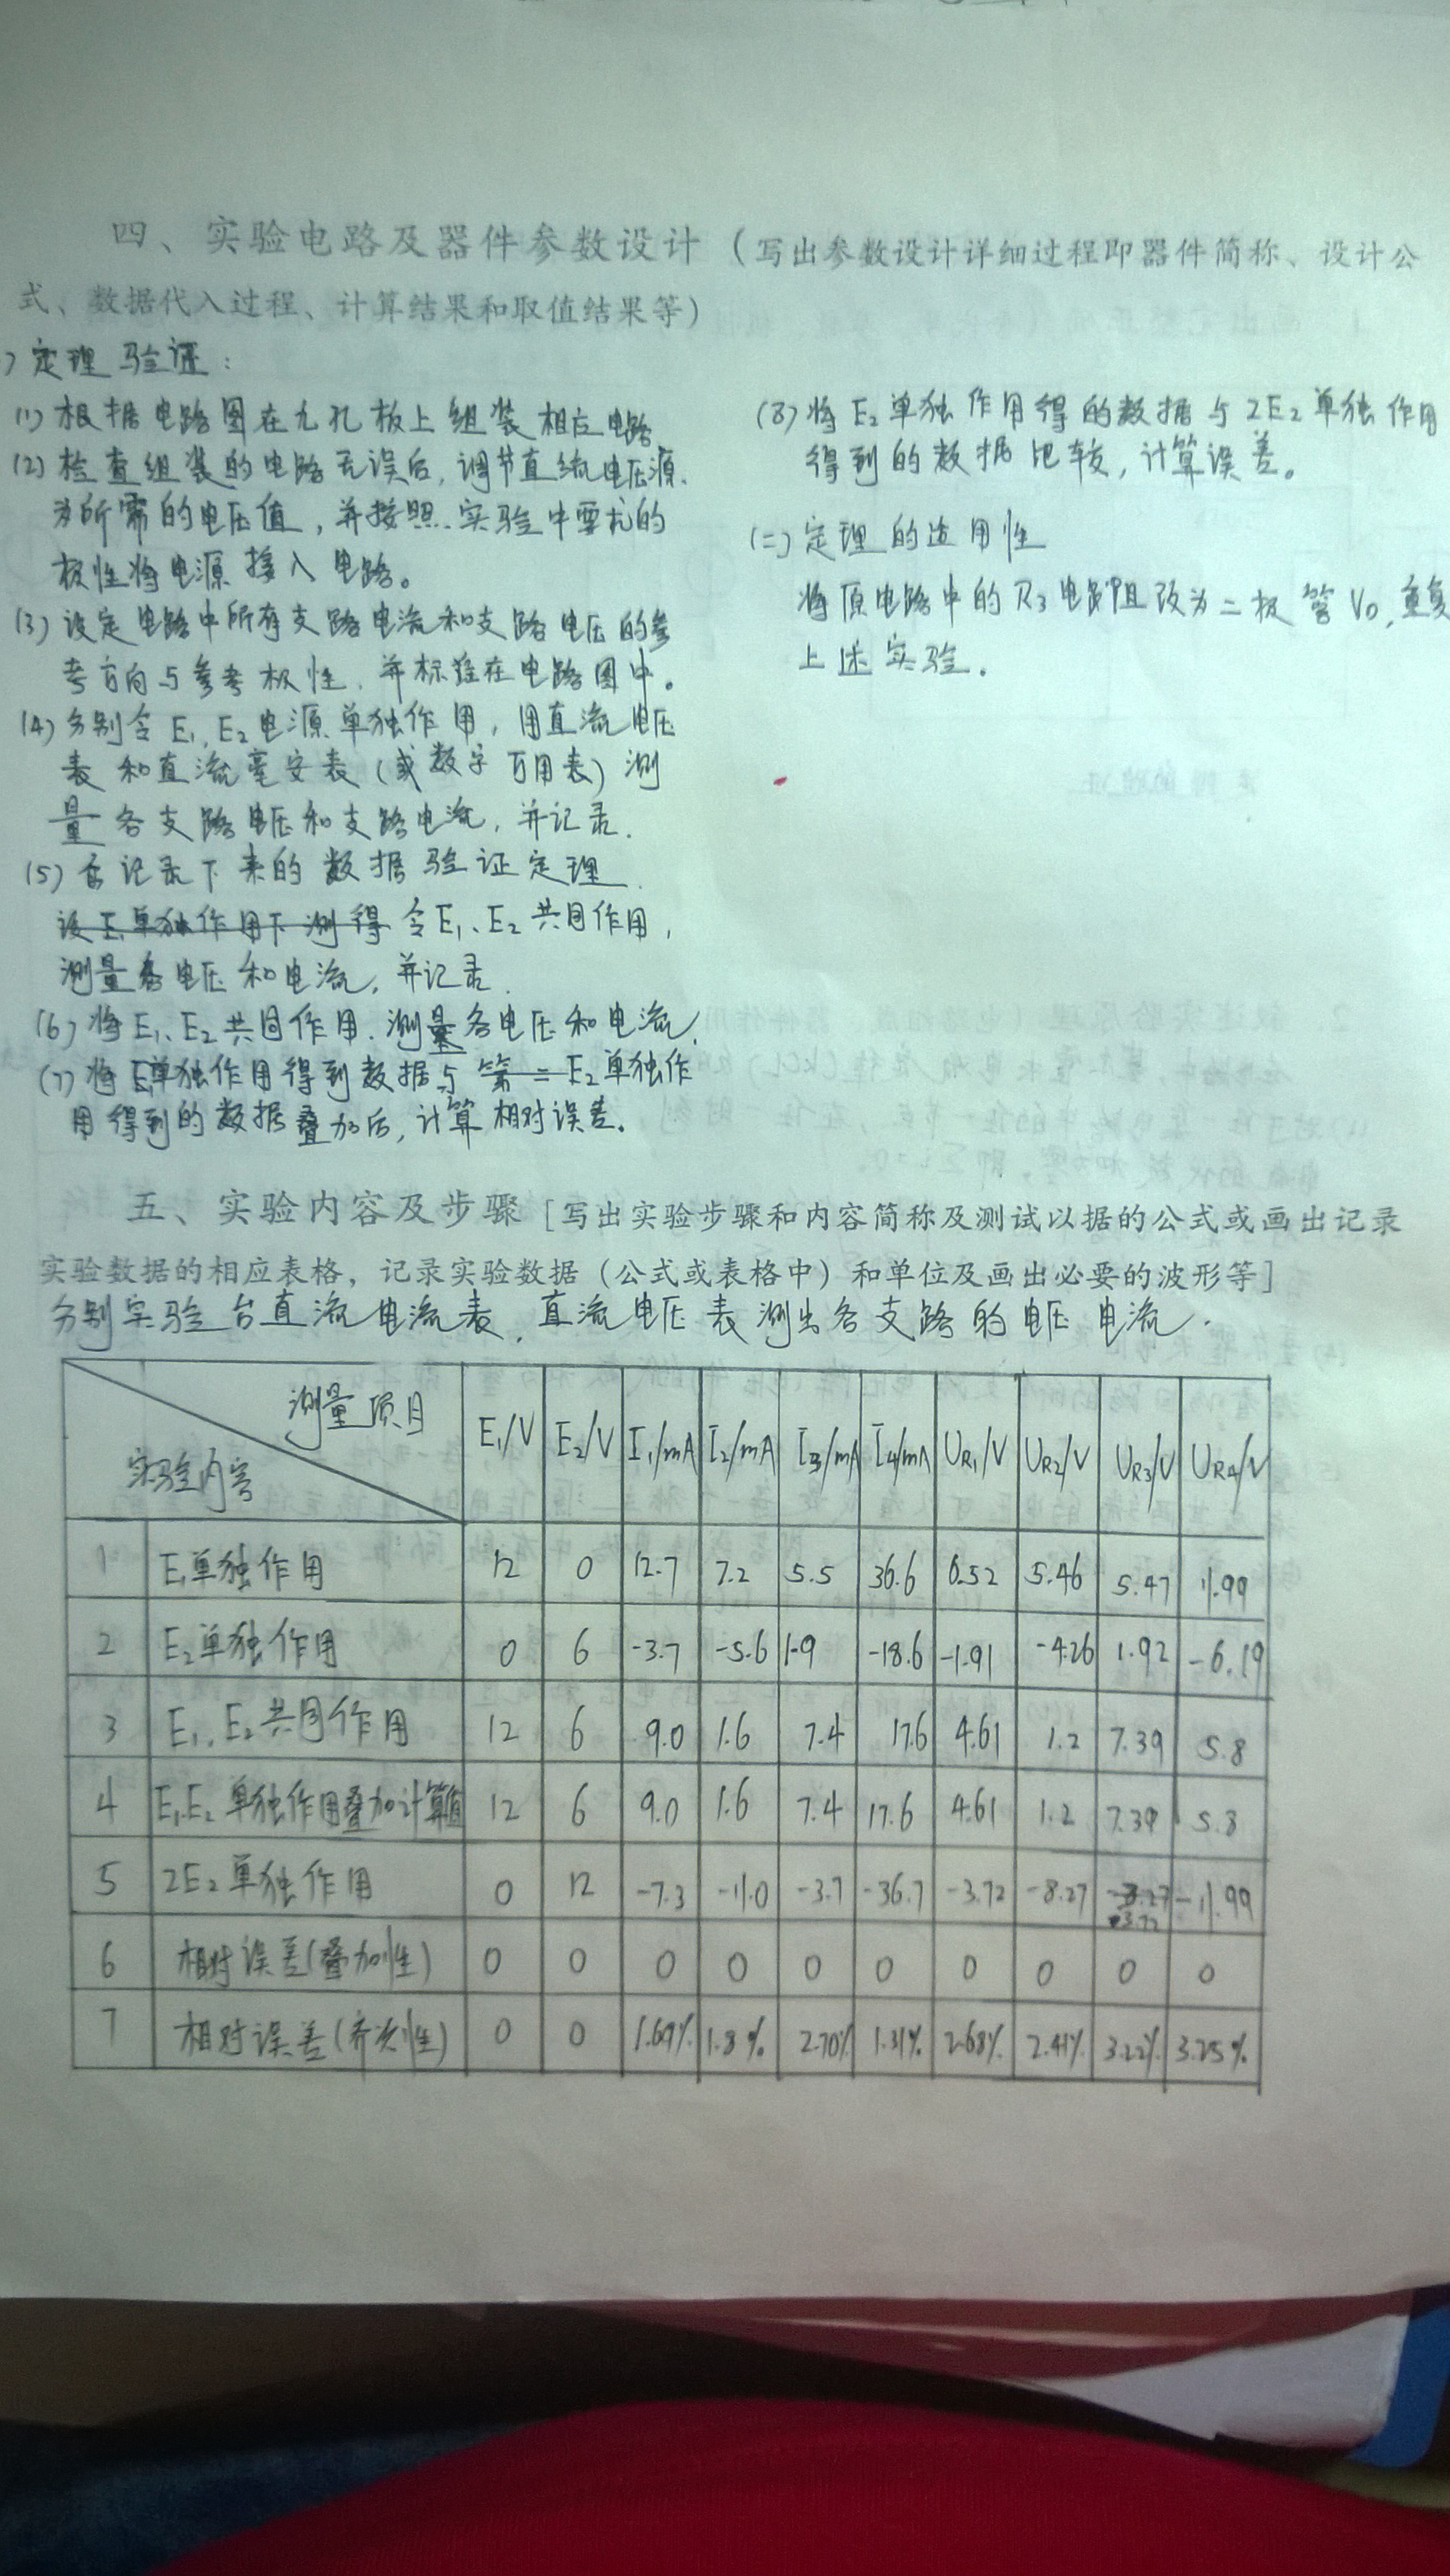 四、实验电路及器件参数设计（写出参数设计详细过程即器件简称、设计公
式、数据代入过程、计算结果和取值结果等）
) 定理验证：
(1) 根据电路图在九孔板上组装相应电路
(2) 检查组装的电路无误后，调节直流电压源
为所需的电压值，并按照实验中要求的
极性将电源接入电路。
(3) 设定电路中所有支路电流和支路电压的参
考方向与参考极性，并标注在电路图中。
(4) 分别令E₁、E₂电源单独作用，用直流电压
表和直流毫安表(或数字万用表)测
量各支路电压和支路电流，并记录.
(5) 记录下来的数据验证定理.
设E₁单独作用下测得 令E₁、E₂共同作用，
测量各电压和电流，并记录.
(6) 将E₁、E₂共同作用.测量各电压和电流.
(7) 将E₁单独作用得到数据与第二E₂单独作
用得到的数据叠加后，计算相对误差.
(8) 将E₂单独作用得的数据与2E₂单独作用
得到的数据比较，计算误差。
(二) 定理的适用性
将原电路中的R₃电阻改为二极管V₀,重复
上述实验.
五、实验内容及步骤[写出实验步骤和内容简称及测试以据的公式或画出记录
实验数据的相应表格，记录实验数据（公式或表格中）和单位及画出必要的波形等]
分别实验台直流电流表，直流电压表测出各支路的电压电流.
测量项目 实验内容 E₁/V E₂/V I₁/mA I₂/mA I₃/mA I₄/mA UR₁/V UR₂/V UR₃/V UR₄/V
1 E₁单独作用 12 0 12.7 7.2 5.5 36.6 6.52 5.46 5.47 11.99
2 E₂单独作用 0 6 -3.7 -5.6 1.9 -18.6 -1.91 -4.26 1.92 -6.19
3 E₁、E₂共同作用 12 6 9.0 1.6 7.4 17.6 4.61 1.2 7.39 5.8
4 E₁E₂单独作用叠加计算值 12 6 9.0 1.6 7.4 17.6 4.61 1.2 7.39 5.8
5 2E₂单独作用 0 12 -7.3 -11.0 -3.7 -36.7 -3.72 -8.27 3.72 -11.99
6 相对误差(叠加性) 0 0 0 0 0 0 0 0 0 0
7 相对误差(齐次性) 0 0 1.69% 1.8% 2.70% 1.31% 2.68% 2.41% 3.22% 3.25%